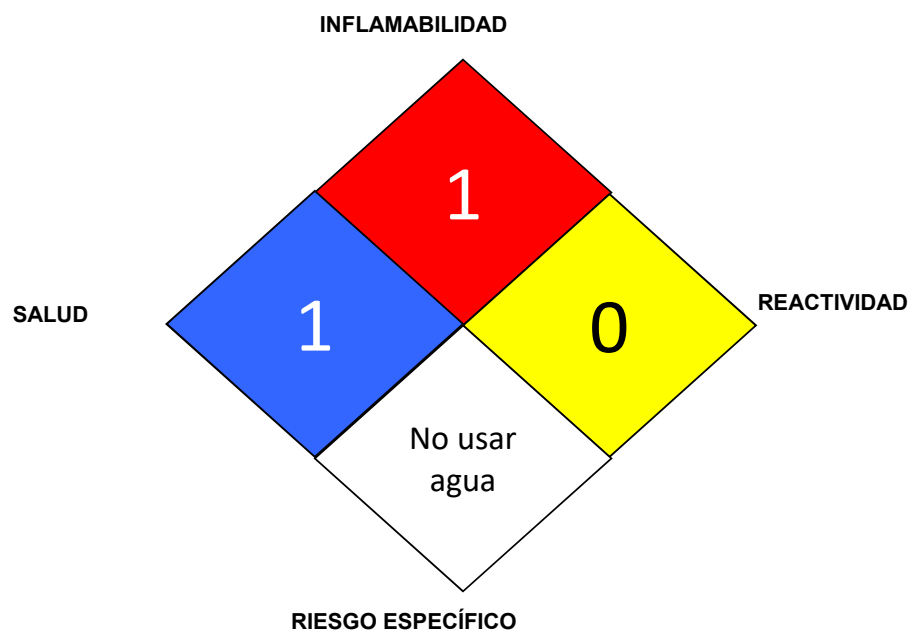 INFLAMABILIDAD
1
SALUD
1
0
REACTIVIDAD
No usar
agua
RIESGO ESPECÍFICO